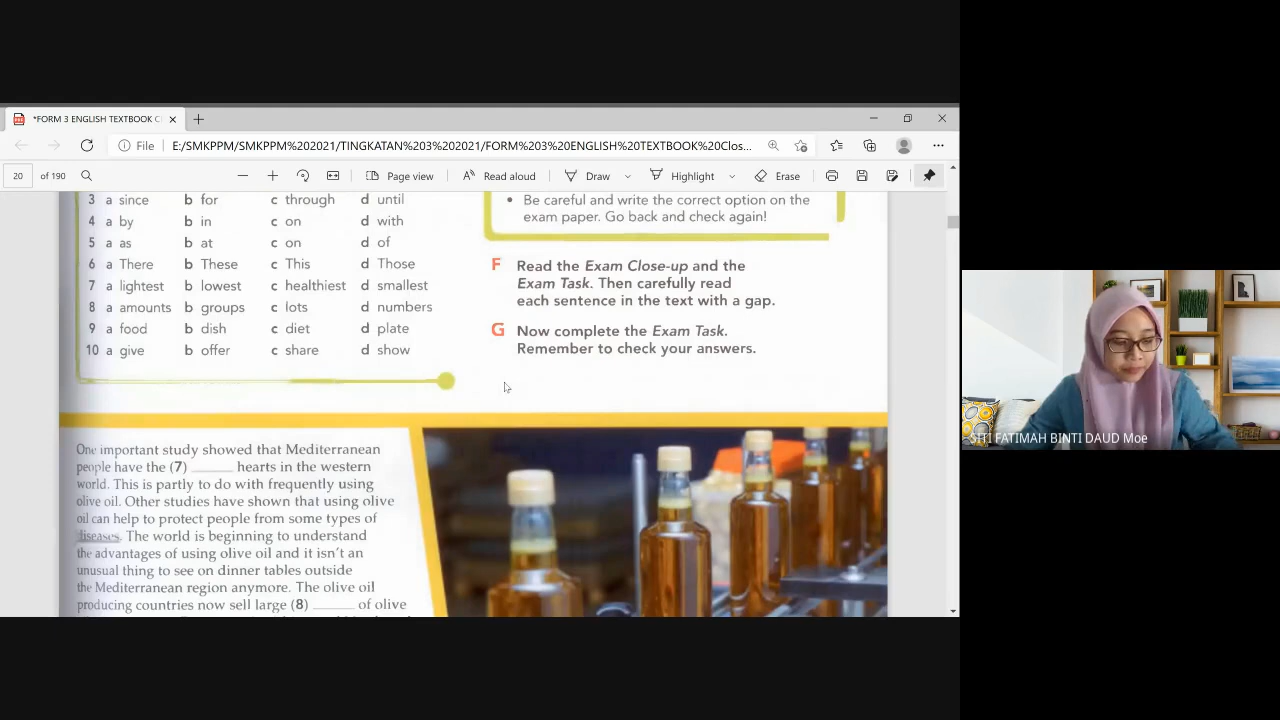 *FORM 3 ENGLISH TEXTBOOK C
File
E:/SMKPPM/SMKPPM%202021/TINGKATAN%203%202021/FORM%203%20ENGLISH%20TEXTBOOK%20Clos...
20 of 190
Page view
Read aloud
Draw
Highlight
Erase
3 a since b for c through d until
4 a by b in c on d with
5 a as b at c on d of
6 a There b These c This d Those
7 a lightest b lowest c healthiest d smallest
8 a amounts b groups c lots d numbers
9 a food b dish c diet d plate
10 a give b offer c share d show
• Be careful and write the correct option on the
exam paper. Go back and check again!
F Read the Exam Close-up and the
Exam Task. Then carefully read
each sentence in the text with a gap.
G Now complete the Exam Task.
Remember to check your answers.
One important study showed that Mediterranean
people have the (7) ______ hearts in the western
world. This is partly to do with frequently using
olive oil. Other studies have shown that using olive
oil can help to protect people from some types of
diseases. The world is beginning to understand
the advantages of using olive oil and it isn't an
unusual thing to see on dinner tables outside
the Mediterranean region anymore. The olive oil
producing countries now sell large (8) ______ of olive
SITI FATIMAH BINTI DAUD Moe